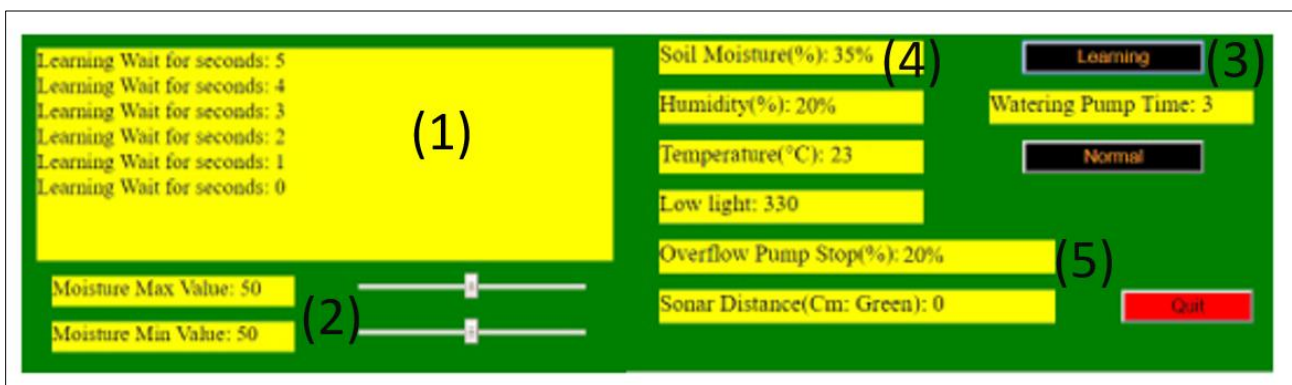 Learning Wait for seconds: 5
Learning Wait for seconds: 4
Learning Wait for seconds: 3
Learning Wait for seconds: 2
Learning Wait for seconds: 1
Learning Wait for seconds: 0
(1)
Moisture Max Value: 50
Moisture Min Value: 50
(2)
Soil Moisture(%): 35%
(4)
Humidity(%): 20%
Temperature(°C): 23
Low light: 330
Overflow Pump Stop(%): 20%
(5)
Sonar Distance(Cm: Green): 0
Learning
(3)
Watering Pump Time: 3
Normal
Quit